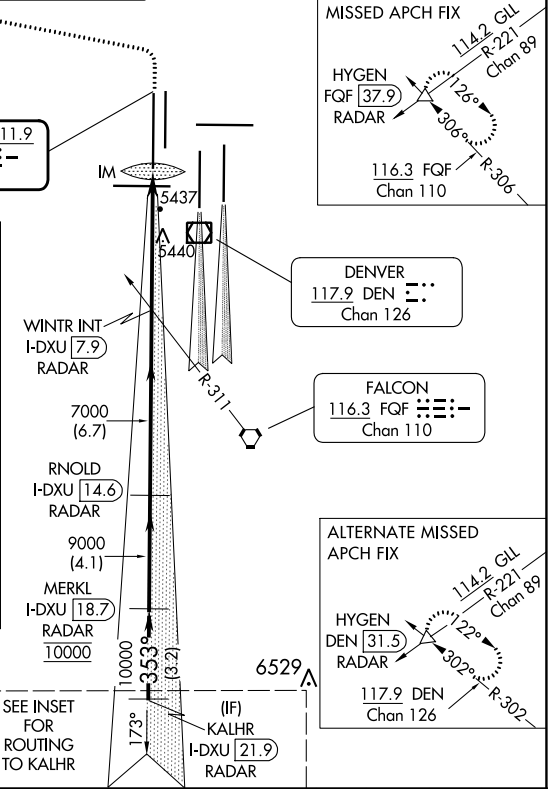 MISSED APCH FIX
114.2 GLL
R-221
Chan 89
HYGEN
FQF 37.9
RADAR
126°
306°
116.3 FQF
Chan 110
R-306
11.9
IM
5437
5440
DENVER
117.9 DEN
Chan 126
WINTR INT
I-DXU 7.9
RADAR
R-311
FALCON
116.3 FQF
Chan 110
7000
(6.7)
RNOLD
I-DXU 14.6
RADAR
9000
(4.1)
MERKL
I-DXU 18.7
RADAR
10000
10000
353°
(3.2)
173°
6529
SEE INSET
FOR
ROUTING
TO KALHR
(IF)
KALHR
I-DXU 21.9
RADAR
ALTERNATE MISSED
APCH FIX
114.2 GLL
R-221
Chan 89
HYGEN
DEN 31.5
RADAR
122°
302°
117.9 DEN
Chan 126
R-302